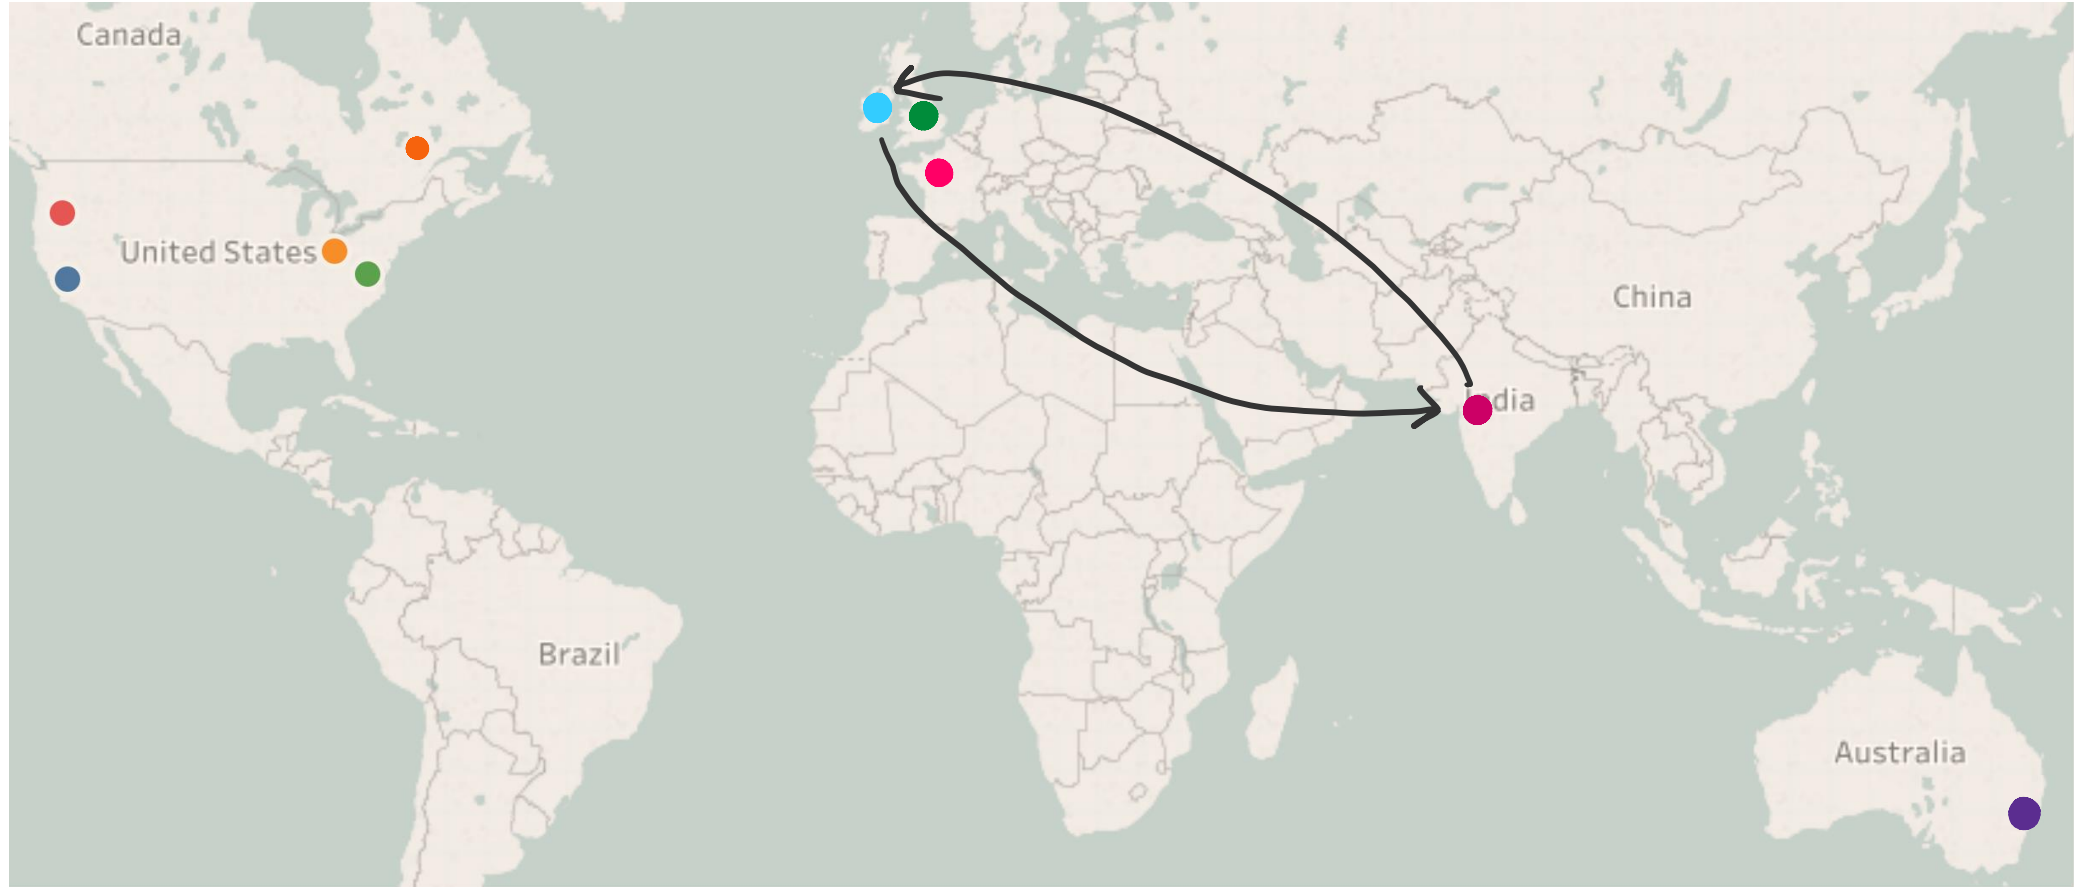 Canada
United States
China
India
Brazil
Australia